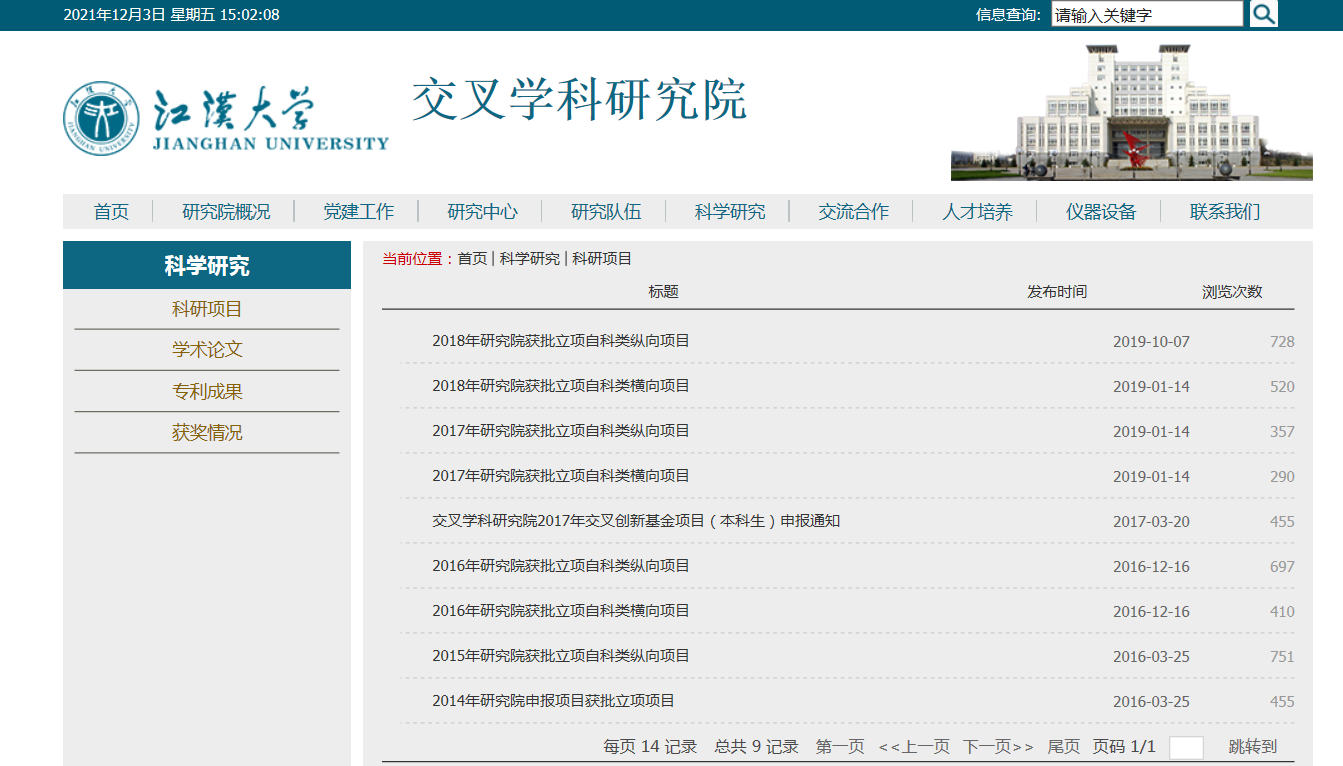 2021年12月3日 星期五 15:02:08 信息查询: 请输入关键字
江漢大学 交叉学科研究院
JIANGHAN UNIVERSITY
首页 研究院概况 党建工作 研究中心 研究队伍 科学研究 交流合作 人才培养 仪器设备 联系我们
科学研究
科研项目
学术论文
专利成果
获奖情况
当前位置：首页 | 科学研究 | 科研项目
标题 发布时间 浏览次数
2018年研究院获批立项自科类纵向项目 2019-10-07 728
2018年研究院获批立项自科类横向项目 2019-01-14 520
2017年研究院获批立项自科类纵向项目 2019-01-14 357
2017年研究院获批立项自科类横向项目 2019-01-14 290
交叉学科研究院2017年交叉创新基金项目（本科生）申报通知 2017-03-20 455
2016年研究院获批立项自科类纵向项目 2016-12-16 697
2016年研究院获批立项自科类横向项目 2016-12-16 410
2015年研究院获批立项自科类纵向项目 2016-03-25 751
2014年研究院申报项目获批立项项目 2016-03-25 455
每页 14 记录 总共 9 记录 第一页 <<上一页 下一页>> 尾页 页码 1/1 跳转到